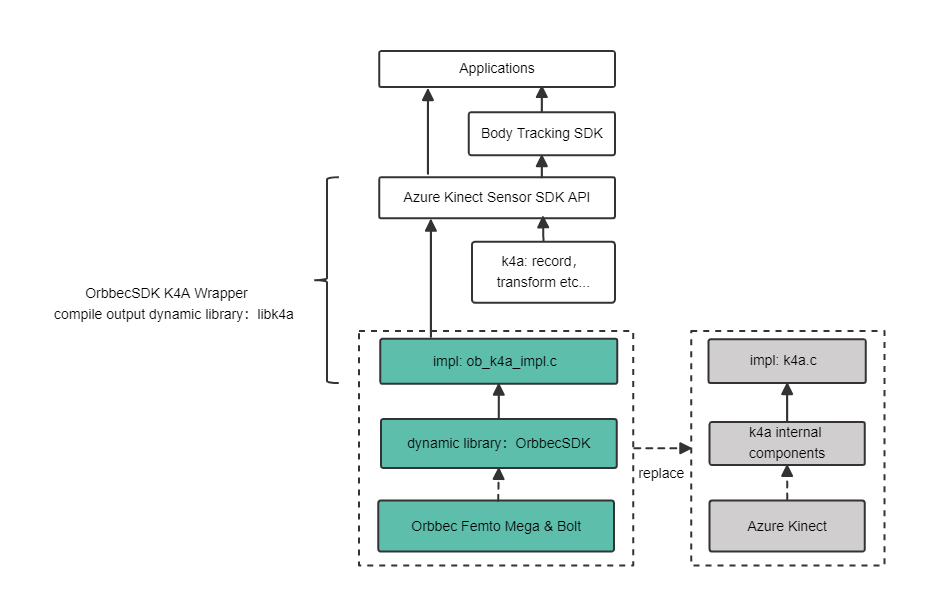 Applications
Body Tracking SDK
Azure Kinect Sensor SDK API
k4a: record，
transform etc...
OrbbecSDK K4A Wrapper
compile output dynamic library： libk4a
impl: ob_k4a_impl.c
dynamic library： OrbbecSDK
Orbbec Femto Mega & Bolt
replace
impl: k4a.c
k4a internal
components
Azure Kinect